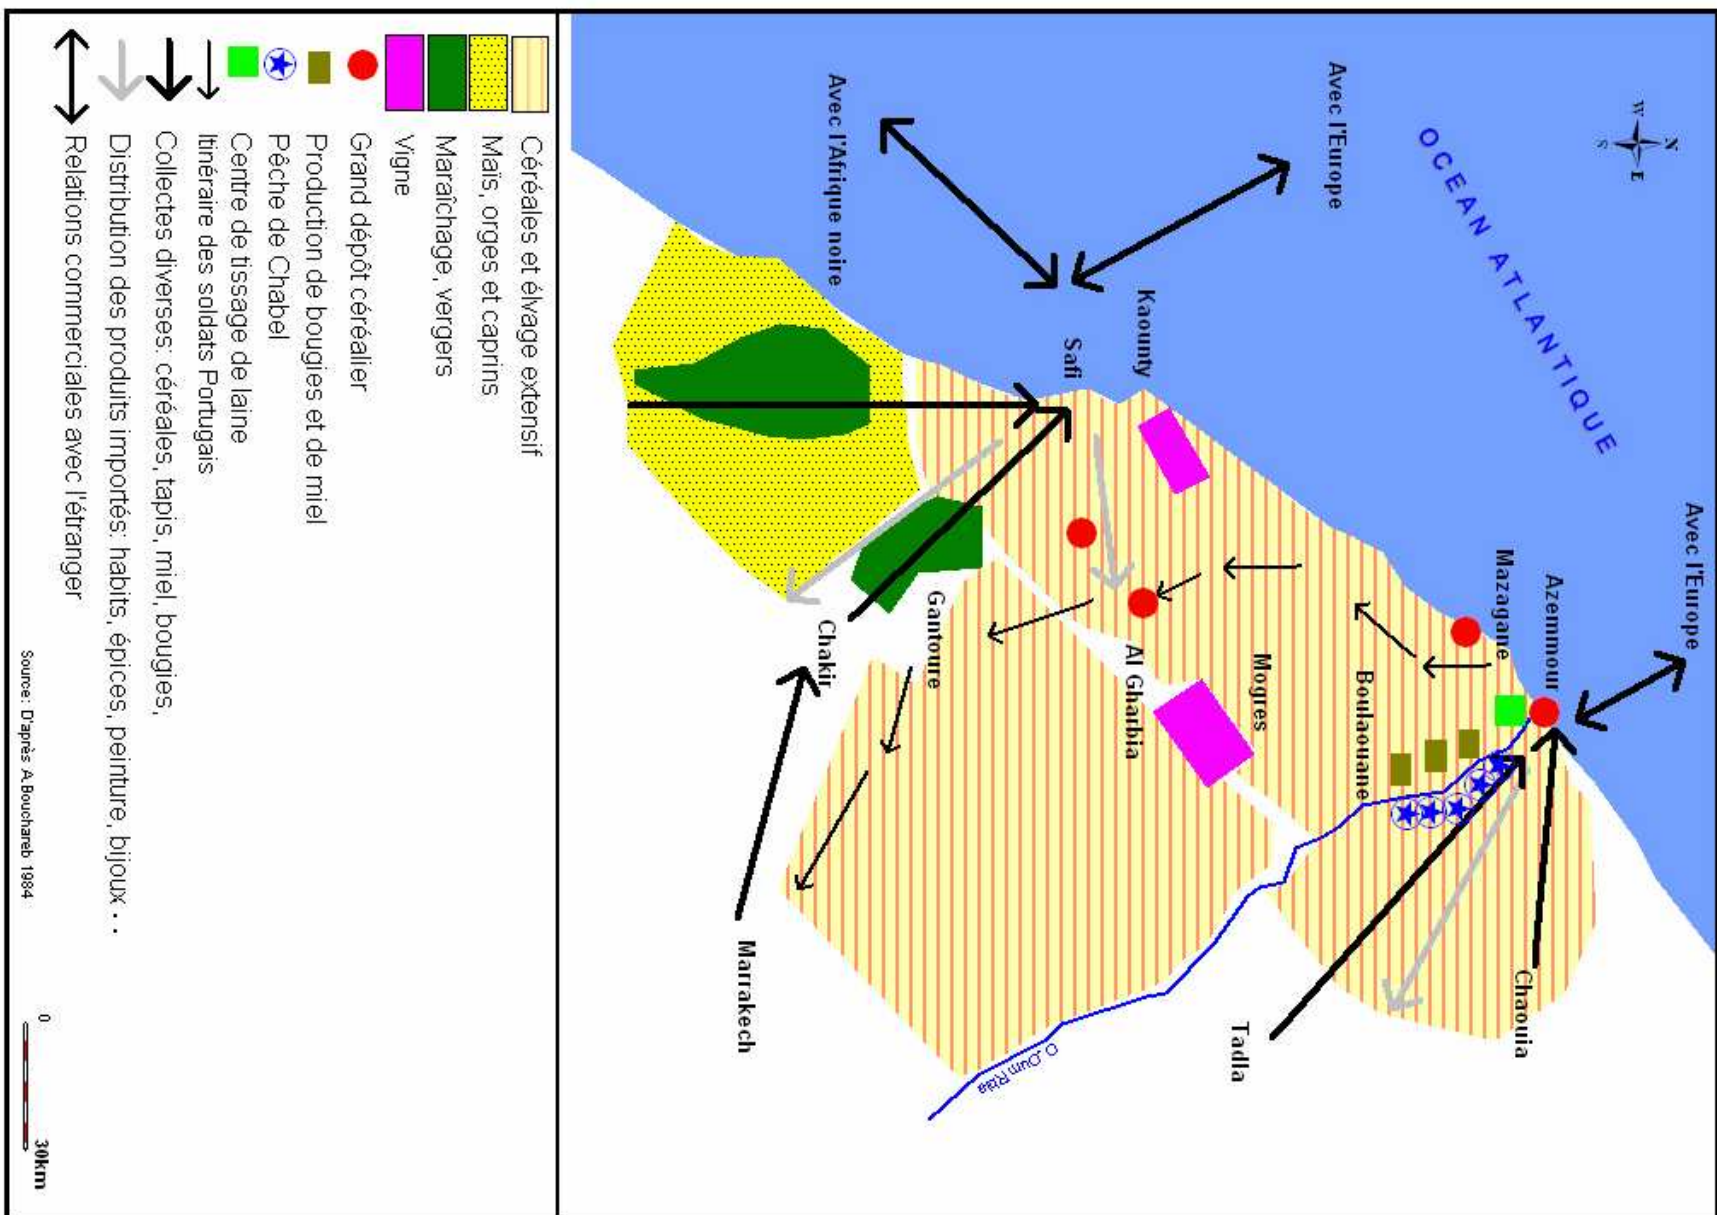 N
W
E
S
OCEAN ATLANTIQUE
Avec l'Europe
Avec l'Europe
Avec l'Afrique noire
Azemmour
Mazagane
Chaouia
Boulaouane
Tadla
Mogres
Kaounty
Al Gharbia
Safi
O.Oum Rbia
Gantoure
Chakir
Marrakech
Céréales et élvage extensif
Maïs, orges et caprins
Maraîchage, vergers
Vigne
Grand dépôt céréalier
Production de bougies et de miel
Pêche de Chabel
Centre de tissage de laine
Itinéraire des soldats Portugais
Collectes diverses: céréales, tapis, miel, bougies,
Distribution des produits importés: habits, épices, peinture, bijoux . .
Relations commerciales avec l'étranger
0
30km
Source: D'après A.Bouchareb 1984